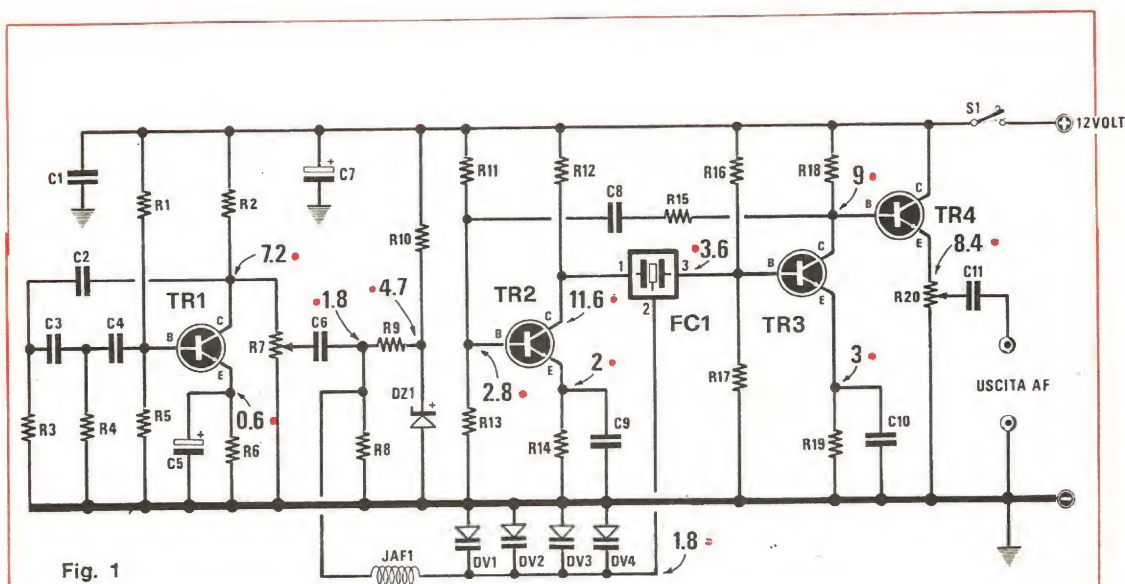 S1
12VOLT
R11
R12
R16
R18
C1
C7
R1
R2
C8
R15
9
B
C
TR4
E
R10
C2
7.2
3.6
8.4
C11
1
3
B
C
TR1
1.8
4.7
TR2
C
11.6
2
FC1
TR3
R20
C3
C4
B
C
R7
C6
R9
B
E
R17
E
3
USCITA AF
E
0.6
DZ1
2.8
2
R3
R4
R5
C5
R6
R8
R13
R14
C9
R19
C10
DV1
DV2
DV3
DV4
JAF1
1.8
Fig. 1